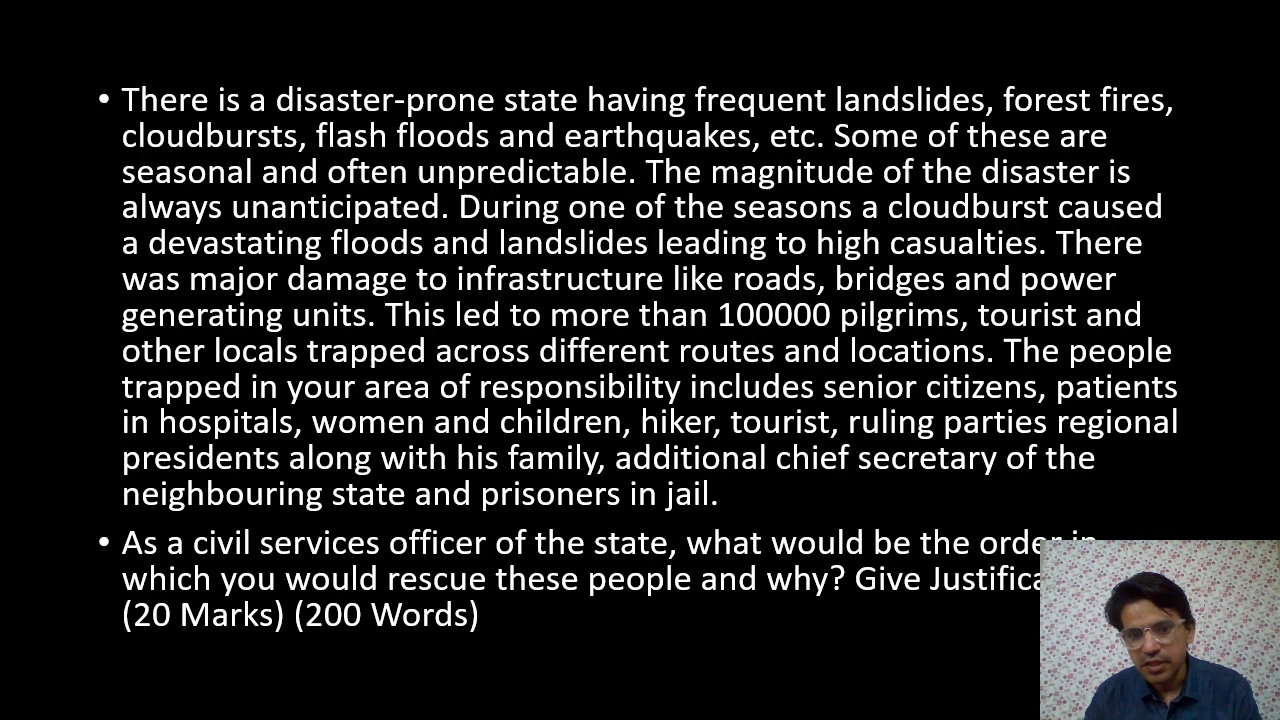 • There is a disaster-prone state having frequent landslides, forest fires,
cloudbursts, flash floods and earthquakes, etc. Some of these are
seasonal and often unpredictable. The magnitude of the disaster is
always unanticipated. During one of the seasons a cloudburst caused
a devastating floods and landslides leading to high casualties. There
was major damage to infrastructure like roads, bridges and power
generating units. This led to more than 100000 pilgrims, tourist and
other locals trapped across different routes and locations. The people
trapped in your area of responsibility includes senior citizens, patients
in hospitals, women and children, hiker, tourist, ruling parties regional
presidents along with his family, additional chief secretary of the
neighbouring state and prisoners in jail.
• As a civil services officer of the state, what would be the order in
which you would rescue these people and why? Give
(20 Marks) (200 Words)